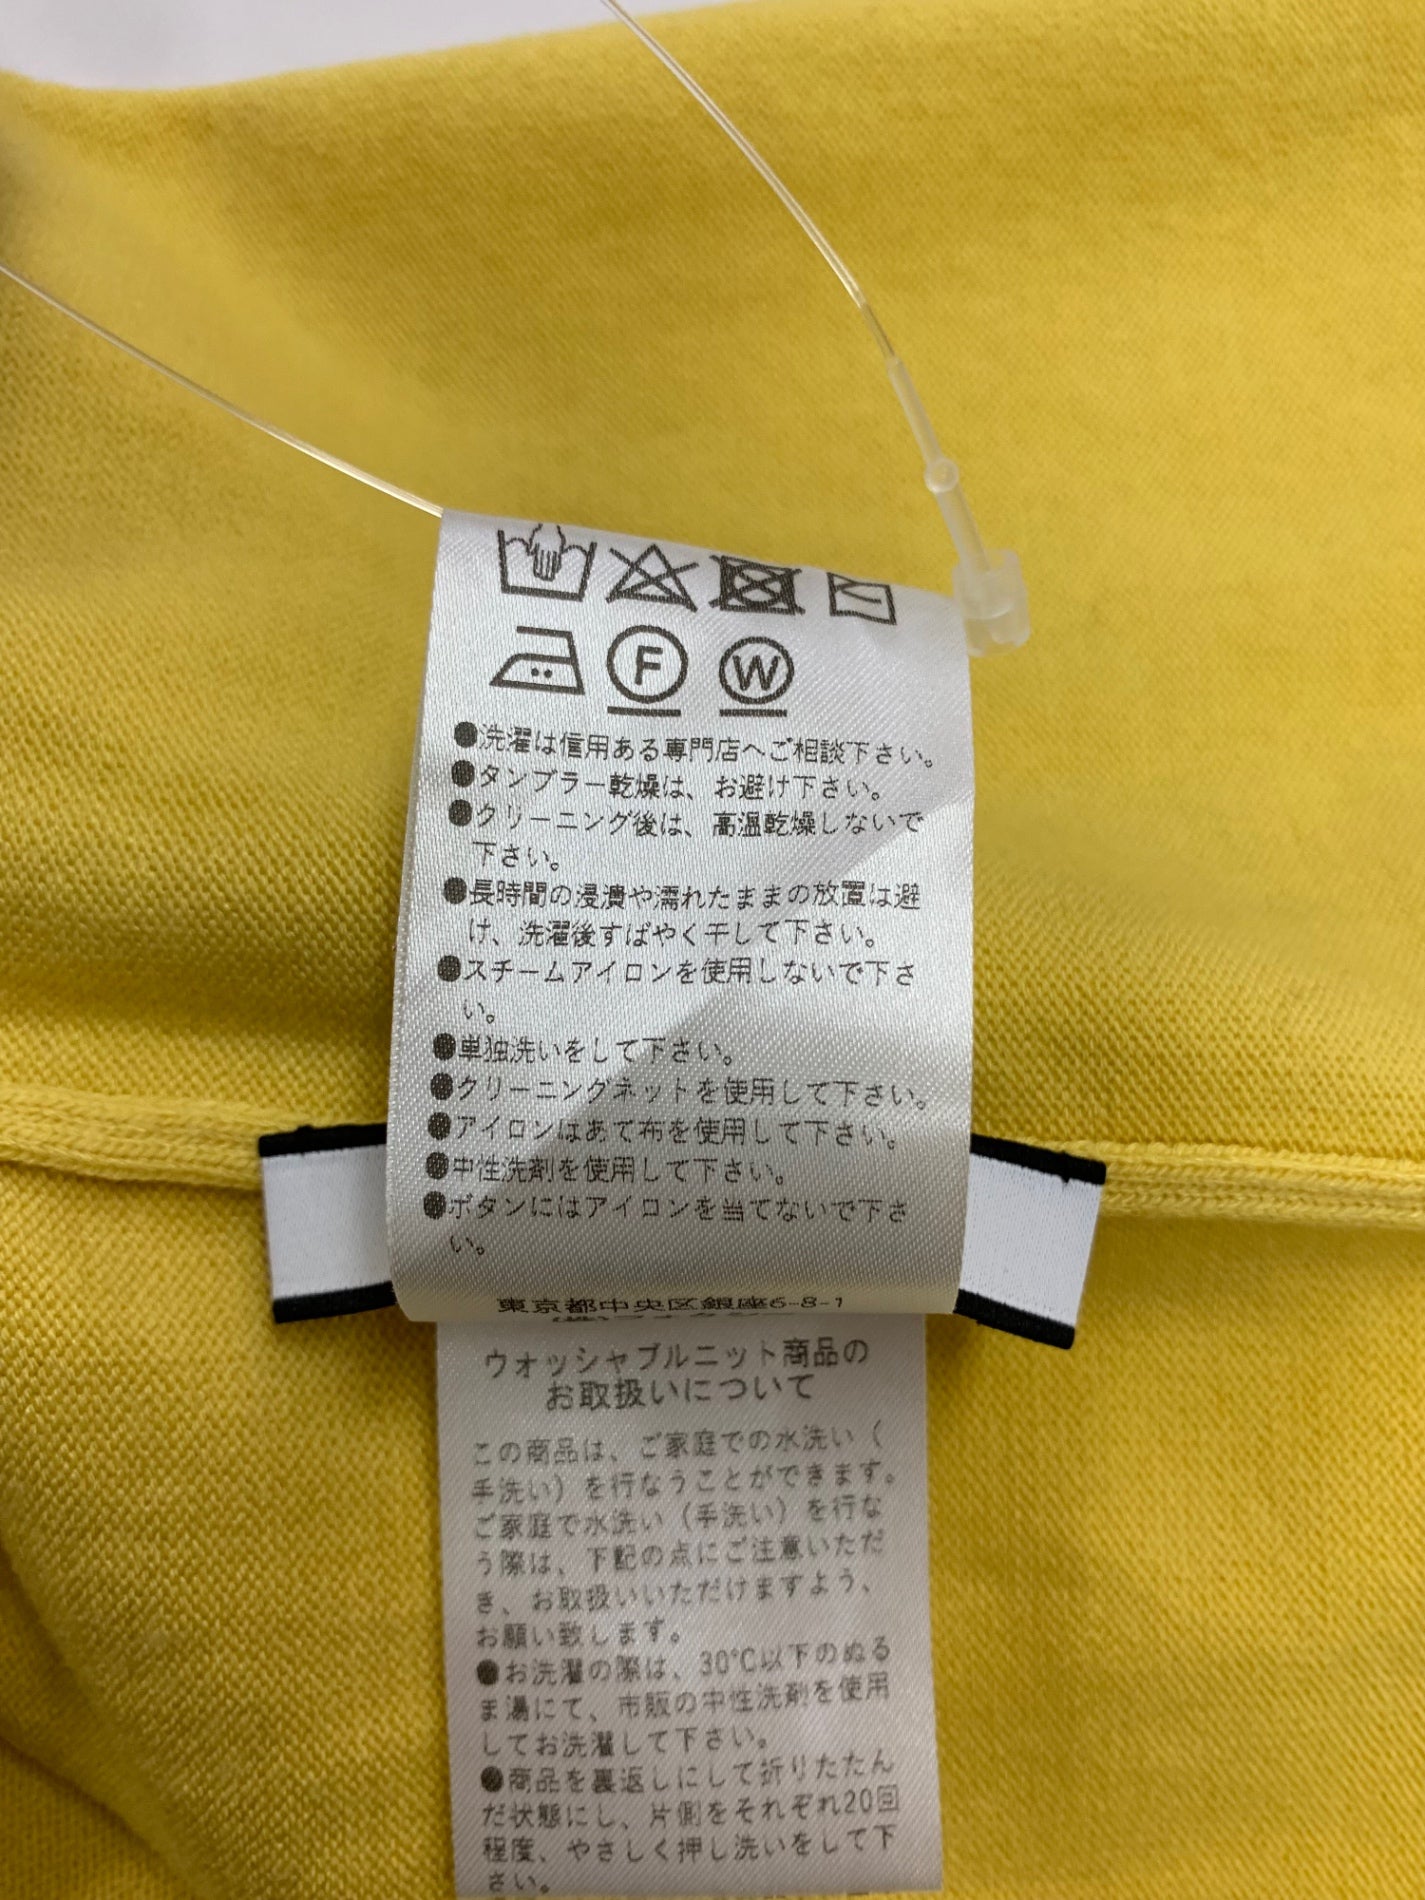 F W
●洗濯は信用ある専門店へご相談下さい。
●タンブラー乾燥は、お避け下さい。
●クリーニング後は、高温乾燥しないで
下さい。
●長時間の浸漬や濡れたままの放置は避
け、洗濯後すばやく干して下さい。
●スチームアイロンを使用しないで下さ
い。
●単独洗いをして下さい。
●クリーニングネットを使用して下さい。
●アイロンはあて布を使用して下さい。
●中性洗剤を使用して下さい。
●ボタンにはアイロンを当てないで下さ
い。
東京都中央区銀座6-8-1
ウォッシャブルニット商品の
お取扱いについて
この商品は、ご家庭での水洗い(
手洗い)を行なうことができます。
ご家庭で水洗い(手洗い)を行な
う際は、下記の点にご注意いただ
き、お取扱いいただけますよう、
お願い致します。
●お洗濯の際は、30℃以下のぬる
ま湯にて、市販の中性洗剤を使用
してお洗濯して下さい。
●商品を裏返しにして折りたたん
だ状態にし、片側をそれぞれ20回
程度、やさしく押し洗いをして下
さい。